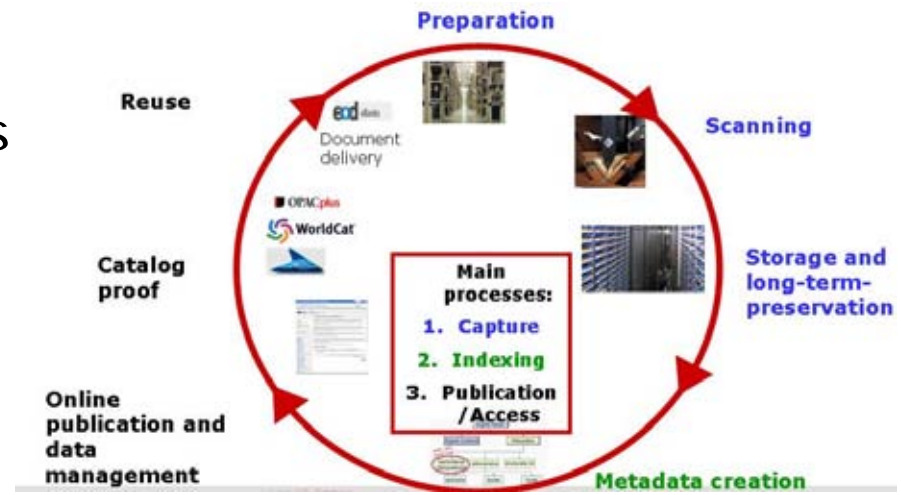 Preparation
Reuse
s
eod
Document
delivery
Scanning
OPACplus
WorldCat
Catalog
proof
Storage and
long-term-
preservation
Main
processes:
1. Capture
2. Indexing
3. Publication
/Access
Online
publication and
data
management
Metadata creation